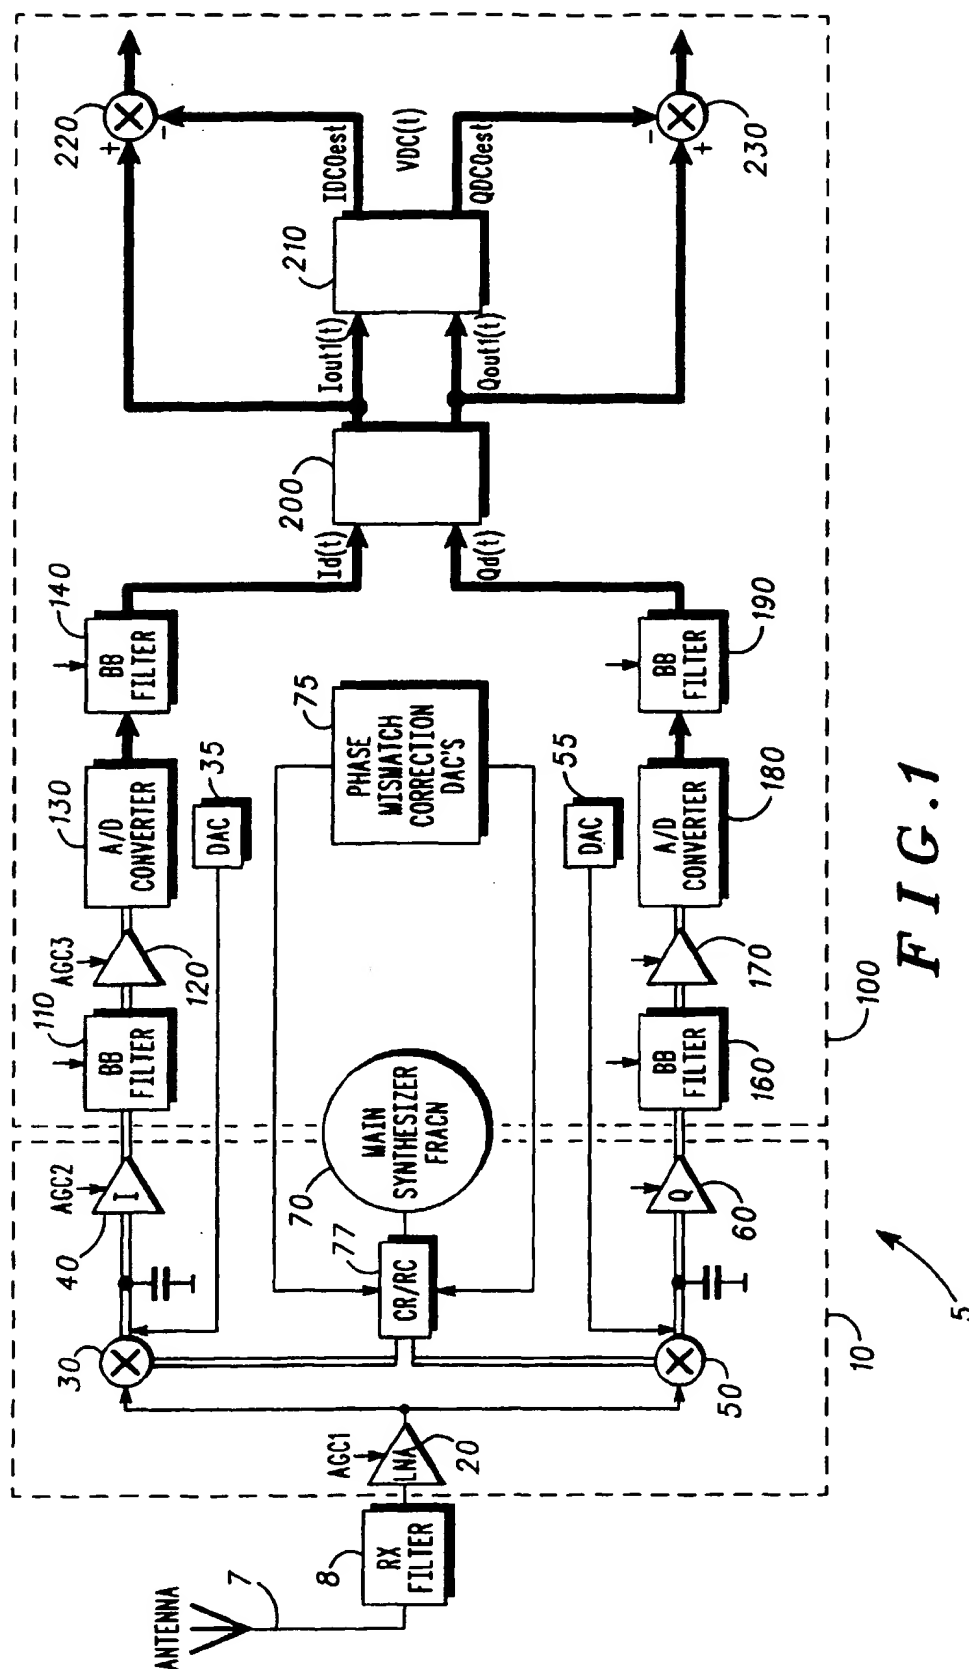 ANTENNA
7
8
RX
FILTER
AGC1
LNA
20
30
50
10
5
40
AGC2
I
60
Q
77
CR/RC
70
MAIN
SYNTHESIZER
FRACN
110
BB
FILTER
AGC3
120
130
A/D
CONVERTER
35
DAC
140
BB
FILTER
75
PHASE
MISMATCH
CORRECTION
DAC'S
55
DAC
160
BB
FILTER
170
180
A/D
CONVERTER
190
BB
FILTER
100
Id(t)
Qd(t)
200
Iout1(t)
Qout1(t)
210
IDC0est
VDC(t)
QDC0est
220
+
-
230
-
+
FIG.1